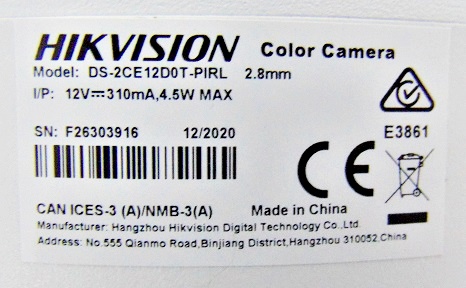 HIKVISION Color Camera
Model: DS-2CE12D0T-PIRL 2.8mm
I/P: 12V⎓310mA,4.5W MAX
SN: F26303916 12/2020
E3861
CE
CAN ICES-3 (A)/NMB-3(A) Made in China
Manufacturer: Hangzhou Hikvision Digital Technology Co.,Ltd.
Address: No.555 Qianmo Road,Binjiang District,Hangzhou 310052,China